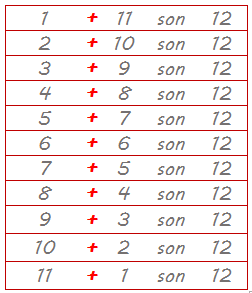 1 + 11 son 12
2 + 10 son 12
3 + 9 son 12
4 + 8 son 12
5 + 7 son 12
6 + 6 son 12
7 + 5 son 12
8 + 4 son 12
9 + 3 son 12
10 + 2 son 12
11 + 1 son 12